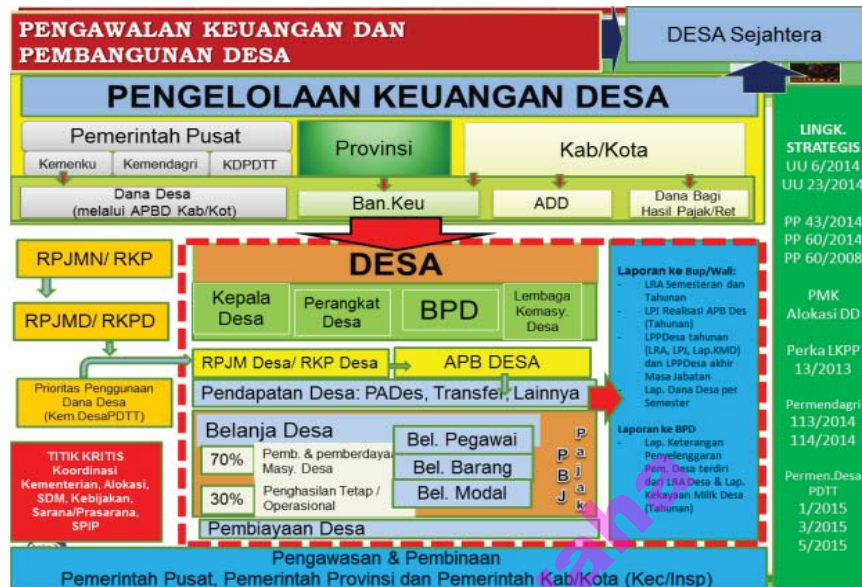 PENGAWALAN KEUANGAN DAN
PEMBANGUNAN DESA
DESA Sejahtera
PENGELOLAAN KEUANGAN DESA
Pemerintah Pusat
Kemenku
Kemendagri
KDPDTT
Provinsi
Kab/Kota
Dana Desa
(melalui APBD Kab/Kot)
Ban.Keu
ADD
Dana Bagi
Hasil Pajak/Ret
RPJMN/ RKP
RPJMD/ RKPD
Prioritas Penggunaan
Dana Desa
(Kem.DesaPDTT)
TITIK KRITIS
Koordinasi
Kementerian, Alokasi,
SDM, Kebijakan,
Sarana/Prasarana,
SPIP
DESA
Kepala
Desa
Perangkat
Desa
BPD
Lembaga
Kemasy.
Desa
RPJM Desa/ RKP Desa
APB DESA
Pendapatan Desa: PADes, Transfer, Lainnya
Belanja Desa
70%
Pemb. & pemberdayaa
Masy. Desa
30%
Penghasilan Tetap /
Operasional
Bel. Pegawai
Bel. Barang
Bel. Modal
PBJ
Pajak
Pembiayaan Desa
Laporan ke Bup/Wali:
- LRA Semesteran dan
Tahunan
- LPJ Realisasi APB Des
(Tahunan)
- LPPDesa tahunan
(LRA, LPJ, Lap.KMD)
dan LPPDesa akhir
Masa Jabatan
- Lap. Dana Desa per
Semester
Laporan ke BPD
- Lap. Keterangan
Penyelenggaran
Pem. Desa terdiri
dari LRA Desa & Lap.
Kekayaan Milik Desa
(Tahunan)
LINGK.
STRATEGIS
UU 6/2014
UU 23/2014
PP 43/2014
PP 60/2014
PP 60/2008
PMK
Alokasi DD
Perka LKPP
13/2013
Permendagri
113/2014
114/2014
Permen.Desa
PDTT
1/2015
3/2015
5/2015
Pengawasan & Pembinaan
Pemerintah Pusat, Pemerintah Provinsi dan Pemerintah Kab/Kota (Kec/Insp)